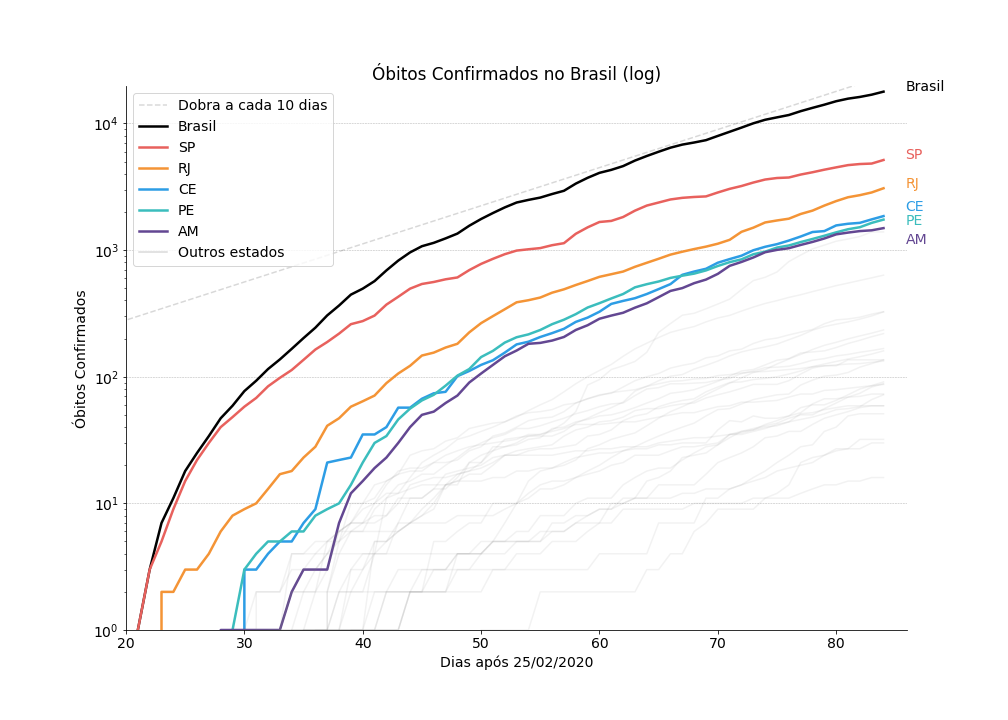 Óbitos Confirmados no Brasil (log)
Dobra a cada 10 dias
Brasil
SP
RJ
CE
PE
AM
Outros estados
Brasil
SP
RJ
CE
PE
AM
Óbitos Confirmados
10⁴
10³
10²
10¹
10⁰
20 30 40 50 60 70 80
Dias após 25/02/2020